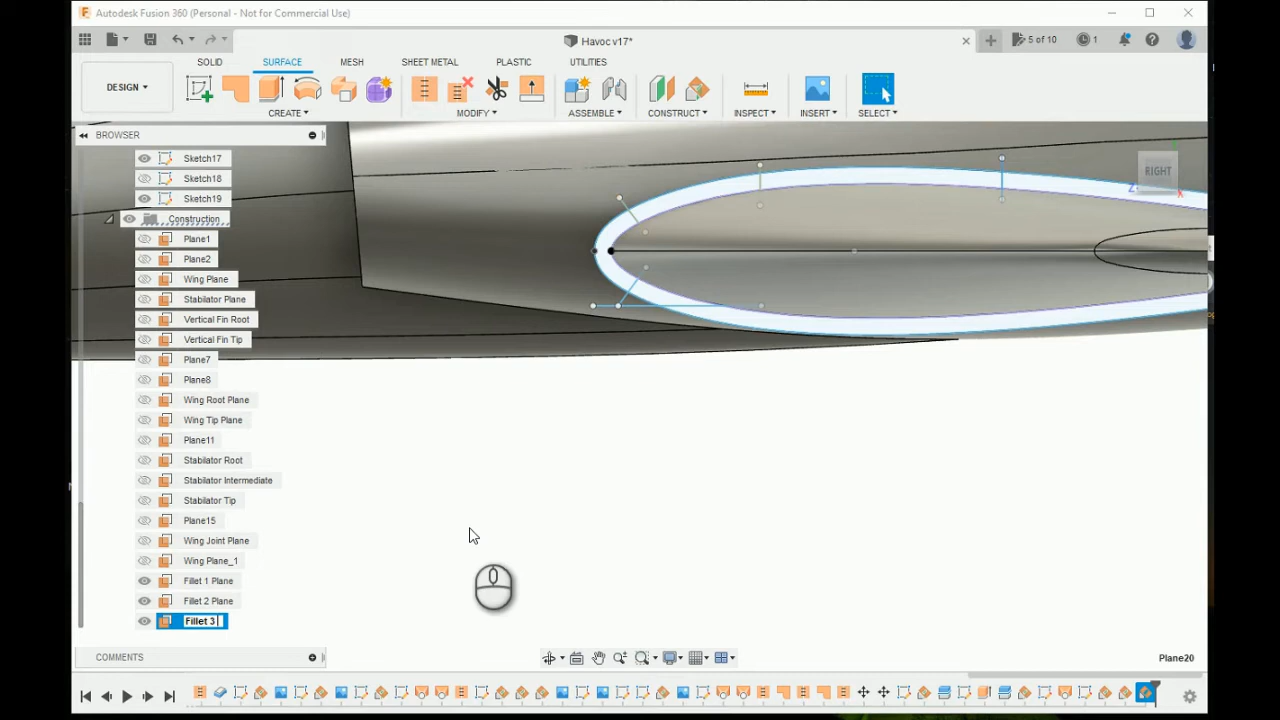 Autodesk Fusion 360 (Personal - Not for Commercial Use)
Havoc v17*
5 of 10
1
SOLID
SURFACE
MESH
SHEET METAL
PLASTIC
UTILITIES
DESIGN
CREATE
MODIFY
ASSEMBLE
CONSTRUCT
INSPECT
INSERT
SELECT
BROWSER
Sketch17
Sketch18
Sketch19
Construction
Plane1
Plane2
Wing Plane
Stabilator Plane
Vertical Fin Root
Vertical Fin Tip
Plane7
Plane8
Wing Root Plane
Wing Tip Plane
Plane11
Stabilator Root
Stabilator Intermediate
Stabilator Tip
Plane15
Wing Joint Plane
Wing Plane_1
Fillet 1 Plane
Fillet 2 Plane
Fillet 3
RIGHT
Z
X
COMMENTS
Plane20